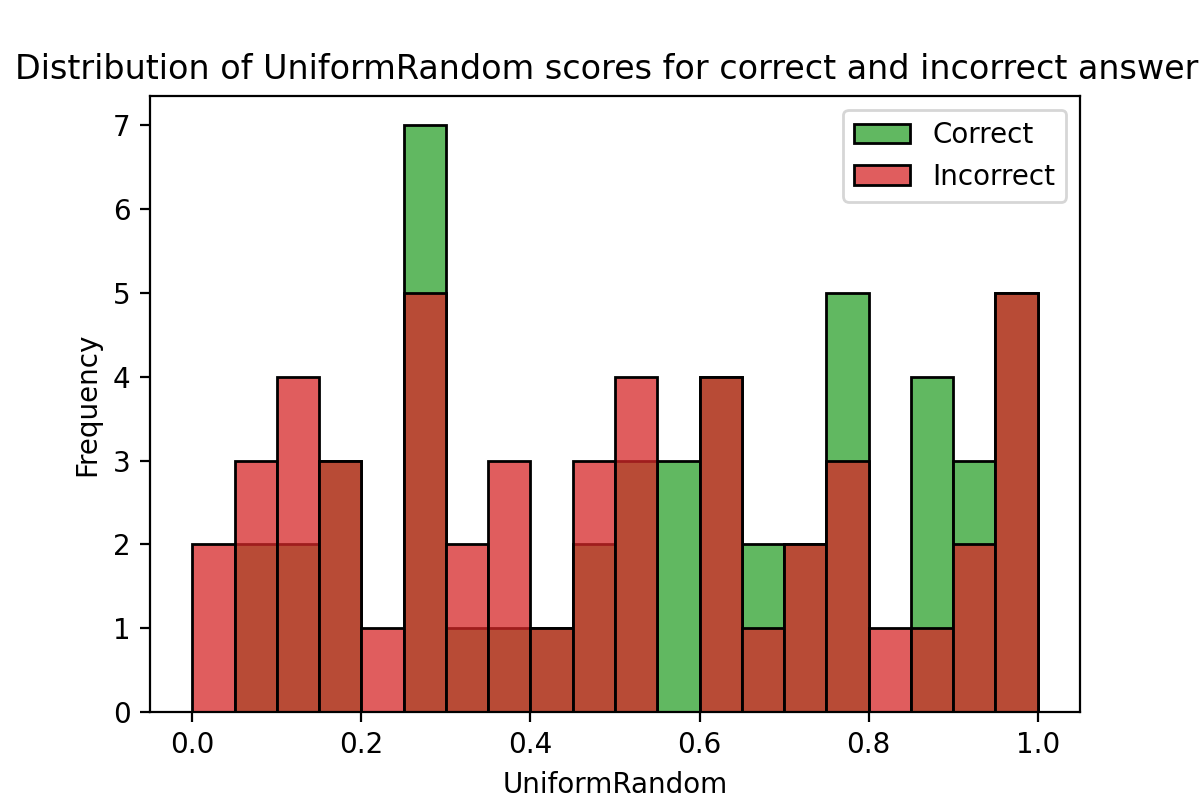 Distribution of UniformRandom scores for correct and incorrect answer
Correct
Incorrect
7
6
5
4
3
2
1
0
Frequency
0.0 0.2 0.4 0.6 0.8 1.0
UniformRandom